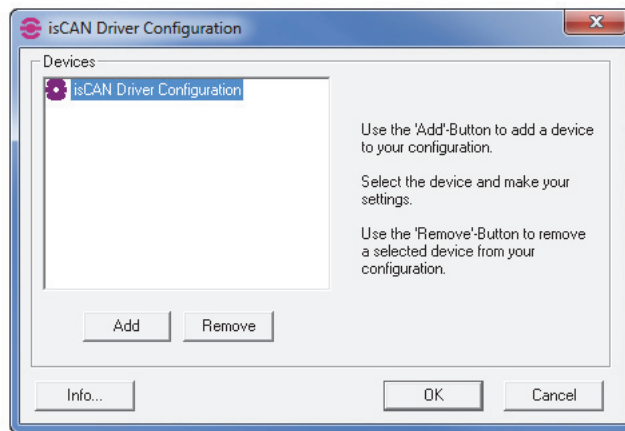 isCAN Driver Configuration
Devices
isCAN Driver Configuration
Use the 'Add'-Button to add a device
to your configuration.
Select the device and make your
settings.
Use the 'Remove'-Button to remove
a selected device from your
configuration.
Add
Remove
Info...
OK
Cancel